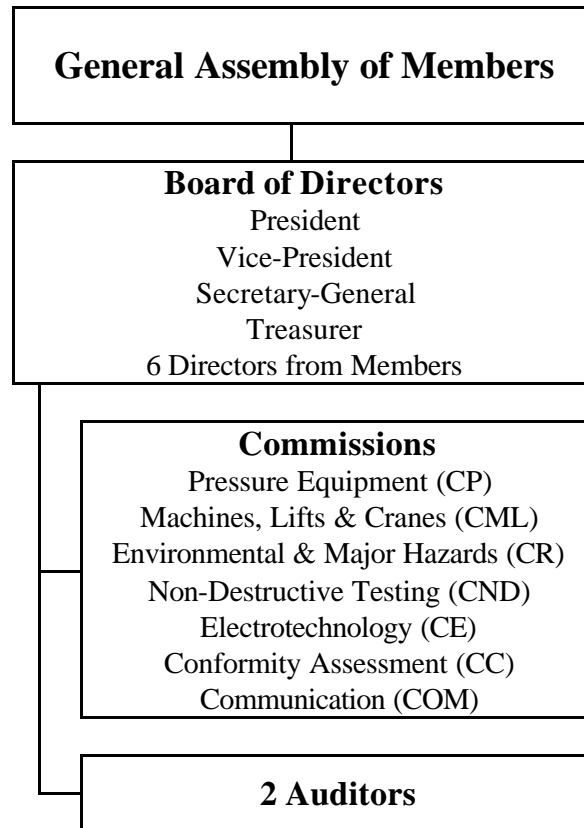 General Assembly of Members
Board of Directors
President
Vice-President
Secretary-General
Treasurer
6 Directors from Members
Commissions
Pressure Equipment (CP)
Machines, Lifts & Cranes (CML)
Environmental & Major Hazards (CR)
Non-Destructive Testing (CND)
Electrotechnology (CE)
Conformity Assessment (CC)
Communication (COM)
2 Auditors